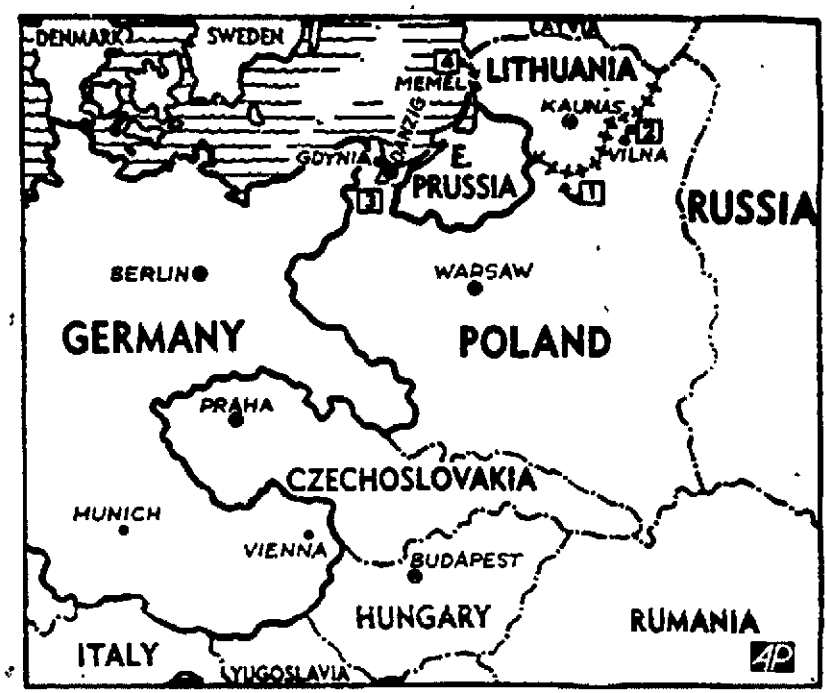 DENMARK
SWEDEN
LATVIA
4
MEMEL
LITHUANIA
KAUNAS
2
VILNA
DANZIG
GDYNIA
E.
PRUSSIA
1
3
RUSSIA
BERLIN
WARSAW
GERMANY
POLAND
PRAHA
CZECHOSLOVAKIA
MUNICH
VIENNA
BUDAPEST
HUNGARY
RUMANIA
ITALY
YUGOSLAVIA
AP